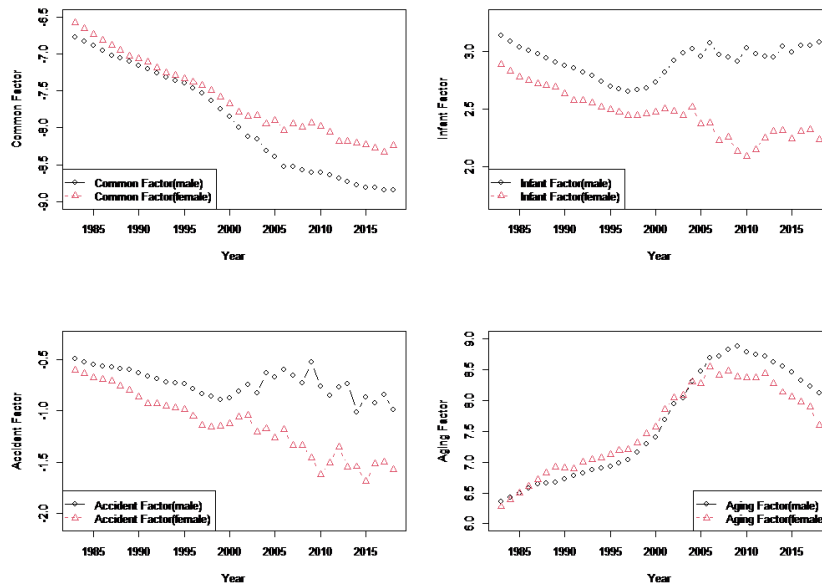 Common Factor
-6.5
-7.0
-7.5
-8.0
-8.5
-9.0
Common Factor(male)
Common Factor(female)
1985 1990 1995 2000 2005 2010 2015
Year
Infant Factor
3.0
2.5
2.0
Infant Factor(male)
Infant Factor(female)
1985 1990 1995 2000 2005 2010 2015
Year
Accident Factor
-0.5
-1.0
-1.5
-2.0
Accident Factor(male)
Accident Factor(female)
1985 1990 1995 2000 2005 2010 2015
Year
Aging Factor
9.0
8.5
8.0
7.5
7.0
6.5
6.0
Aging Factor(male)
Aging Factor(female)
1985 1990 1995 2000 2005 2010 2015
Year